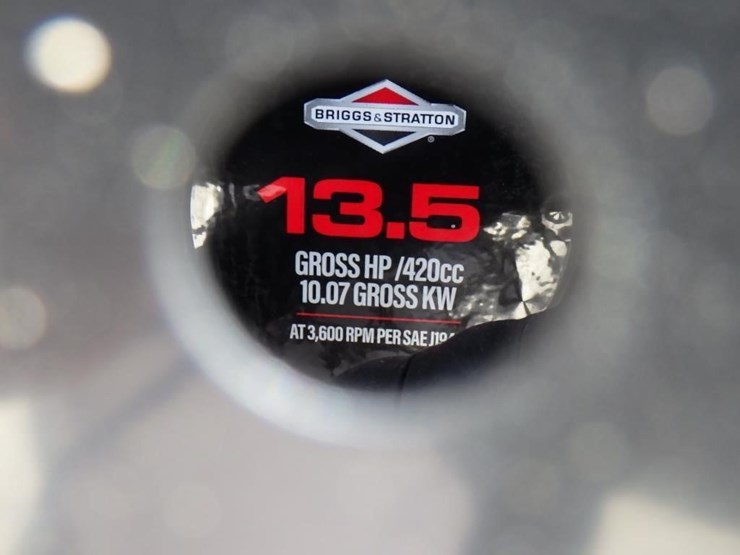 BRIGGS&STRATTON
13.5
GROSS HP /420cc
10.07 GROSS KW
AT 3,600 RPM PER SAE